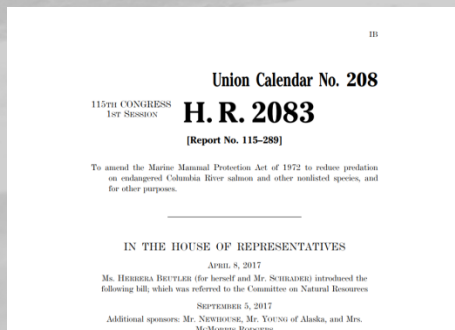 IB
Union Calendar No. 208
115TH CONGRESS
1ST SESSION
H. R. 2083
[Report No. 115–289]
To amend the Marine Mammal Protection Act of 1972 to reduce predation
on endangered Columbia River salmon and other nonlisted species, and
for other purposes.
IN THE HOUSE OF REPRESENTATIVES
APRIL 8, 2017
Ms. HERRERA BEUTLER (for herself and Mr. SCHRADER) introduced the
following bill; which was referred to the Committee on Natural Resources
SEPTEMBER 5, 2017
Additional sponsors: Mr. NEWHOUSE, Mr. YOUNG of Alaska, and Mrs.
MCMORRIS RODGERS